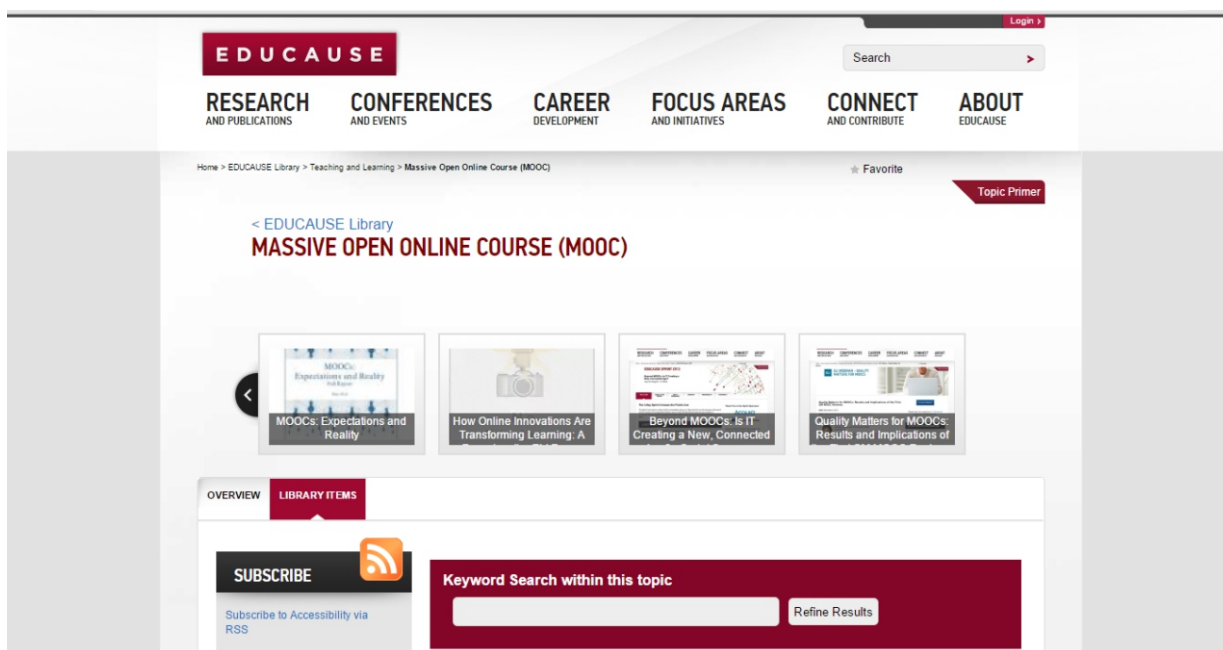 Login ›
EDUCAUSE
Search
RESEARCH
AND PUBLICATIONS
CONFERENCES
AND EVENTS
CAREER
DEVELOPMENT
FOCUS AREAS
AND INITIATIVES
CONNECT
AND CONTRIBUTE
ABOUT
EDUCAUSE
Home > EDUCAUSE Library > Teaching and Learning > Massive Open Online Course (MOOC)
Favorite
Topic Primer
< EDUCAUSE Library
MASSIVE OPEN ONLINE COURSE (MOOC)
MOOCs:
Expectations and Reality
MOOCs: Expectations and
Reality
How Online Innovations Are
Transforming Learning: A
Beyond MOOCs: Is IT
Creating a New, Connected
Quality Matters for MOOCs:
Results and Implications of
OVERVIEW
LIBRARY ITEMS
SUBSCRIBE
Subscribe to Accessibility via
RSS
Keyword Search within this topic
Refine Results